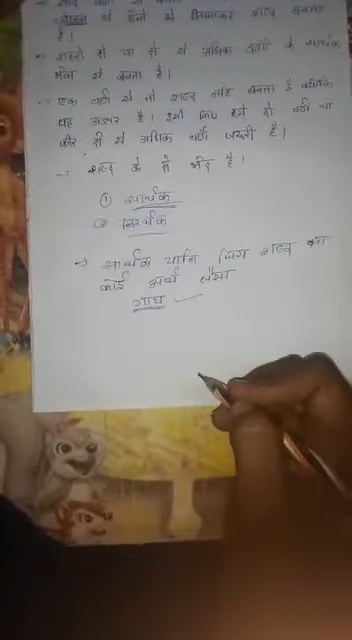 से दोनो को मिलाकर शब्द बनता
है।
→ शब्दो दो या दो से अधिक वर्णो के सार्थक
मेल से बनता है।
→ एक वर्ण से तो शब्द नहि बनता है क्योकि
वह अक्षर है। इसी लिए हमे दो वर्ण या
फीर दो से अधिक वर्ण जरुरी है।
→ शब्द के दो भेद है।
① सार्थक
② निरर्थक
→ सार्थक यानि जिस शब्द का
कोई अर्थ जैसा
गाय